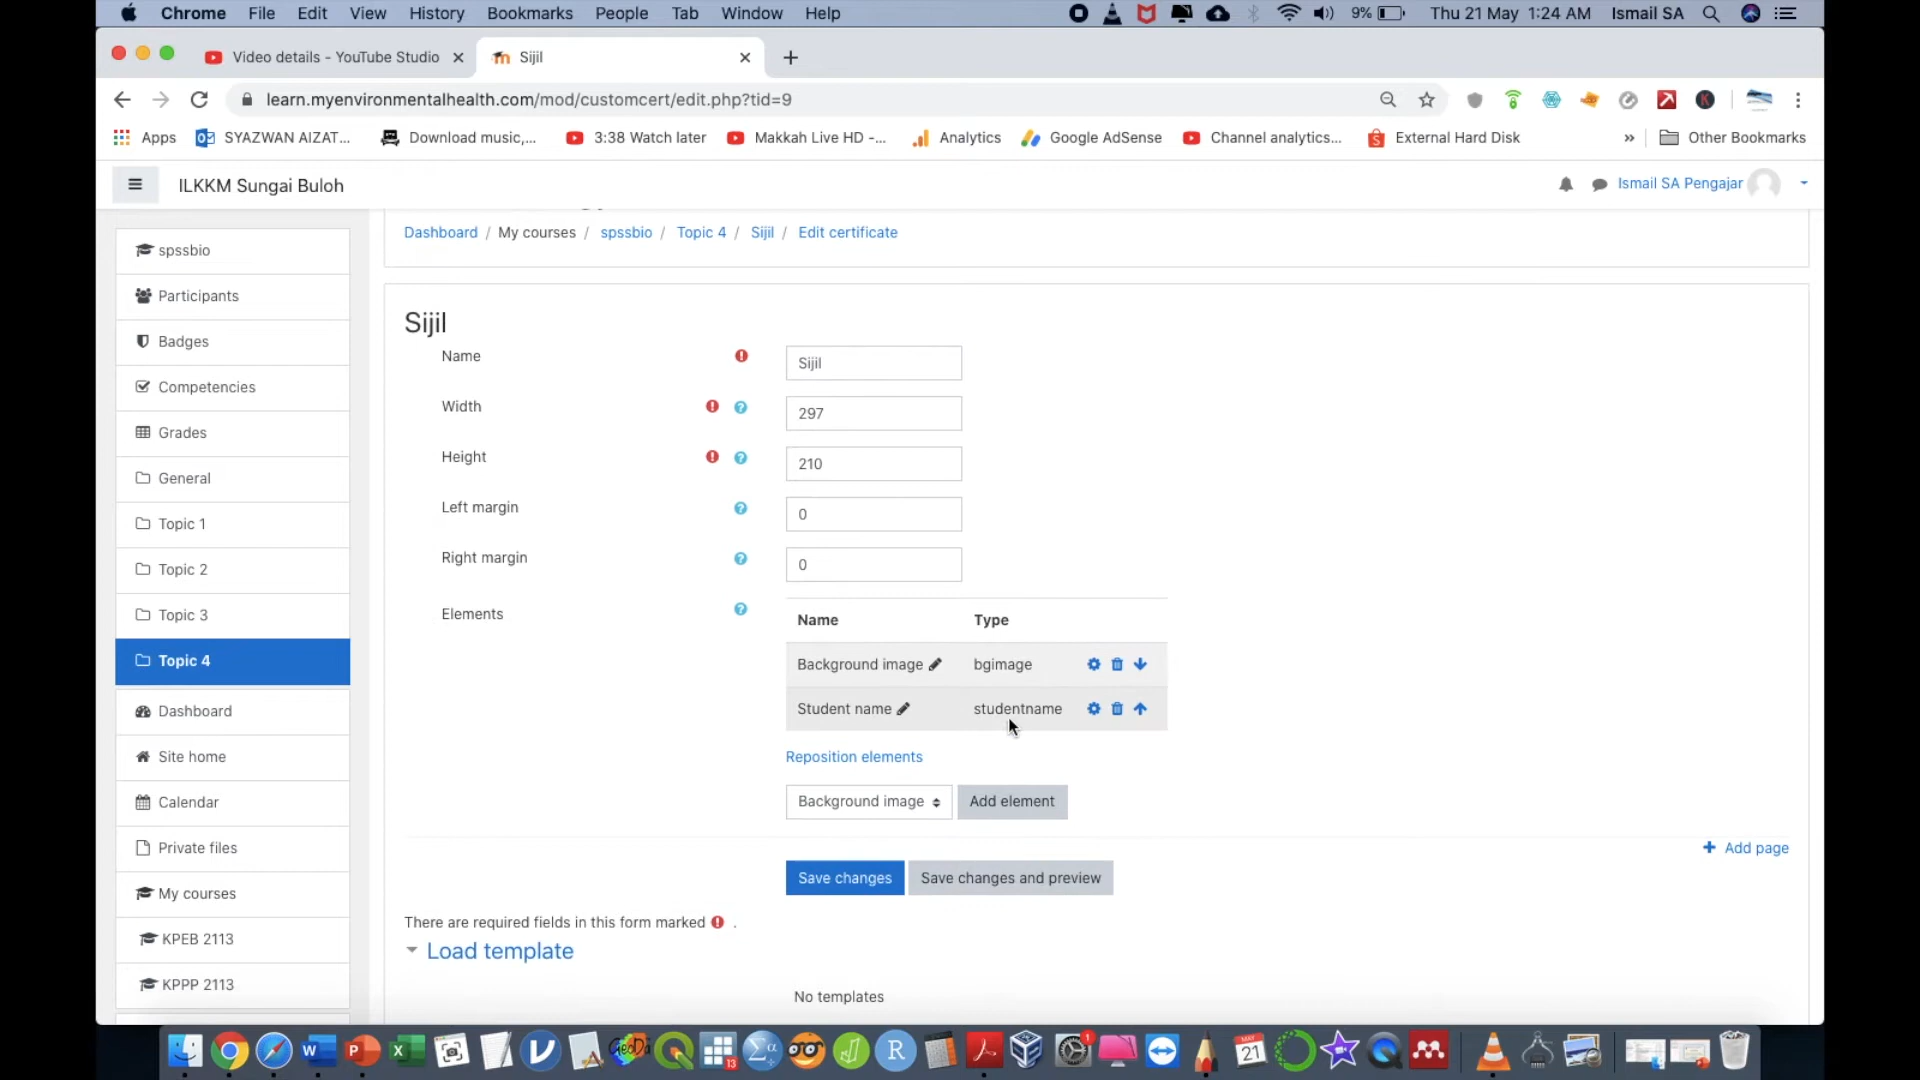 Chrome File Edit View History Bookmarks People Tab Window Help 9% Thu 21 May 1:24 AM Ismail SA
Video details - YouTube Studio Sijil
learn.myenvironmentalhealth.com/mod/customcert/edit.php?tid=9
Apps SYAZWAN AIZAT... Download music,... 3:38 Watch later Makkah Live HD -... Analytics Google AdSense Channel analytics... External Hard Disk » Other Bookmarks
ILKKM Sungai Buloh Ismail SA Pengajar
Dashboard / My courses / spssbio / Topic 4 / Sijil / Edit certificate
spssbio
Participants
Badges
Competencies
Grades
General
Topic 1
Topic 2
Topic 3
Topic 4
Dashboard
Site home
Calendar
Private files
My courses
KPEB 2113
KPPP 2113
Sijil
Name Sijil
Width 297
Height 210
Left margin 0
Right margin 0
Elements
Name Type
Background image bgimage
Student name studentname
Reposition elements
Background image Add element
Add page
Save changes Save changes and preview
There are required fields in this form marked .
Load template
No templates
W P X GeoDa 13 Σα R MAY 21 1